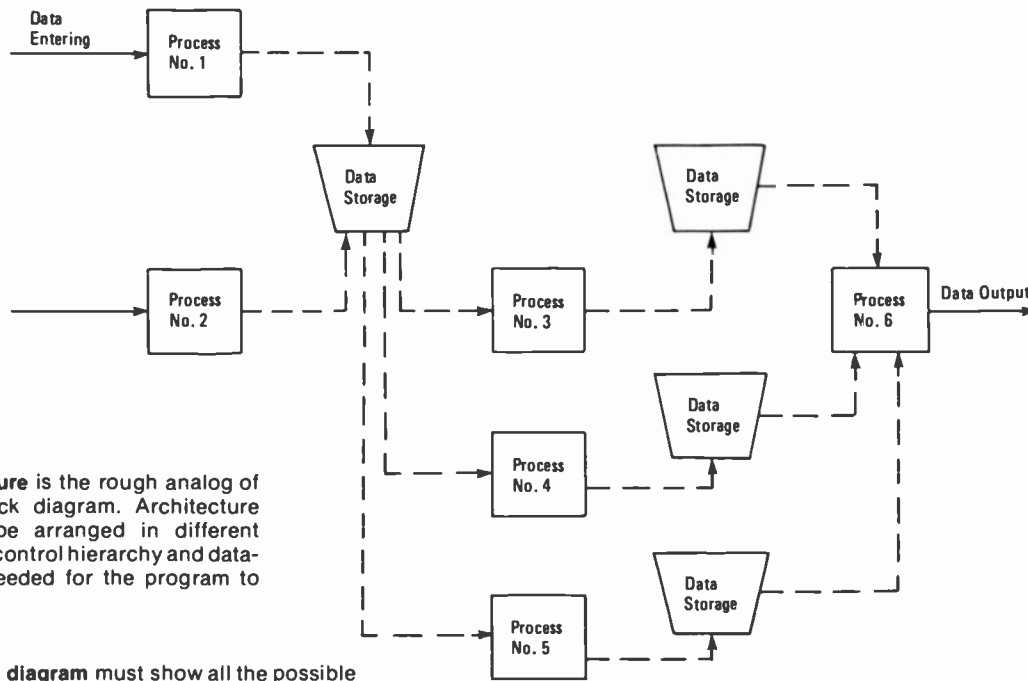 Data
Entering
Process
No. 1
Data
Storage
Data
Storage
Process
No. 2
Process
No. 3
Process
No. 6
Data Output
Data
Storage
Process
No. 4
Data
Storage
Process
No. 5
ure is the rough analog of
ck diagram. Architecture
be arranged in different
control hierarchy and data-
eeded for the program to
diagram must show all the possible